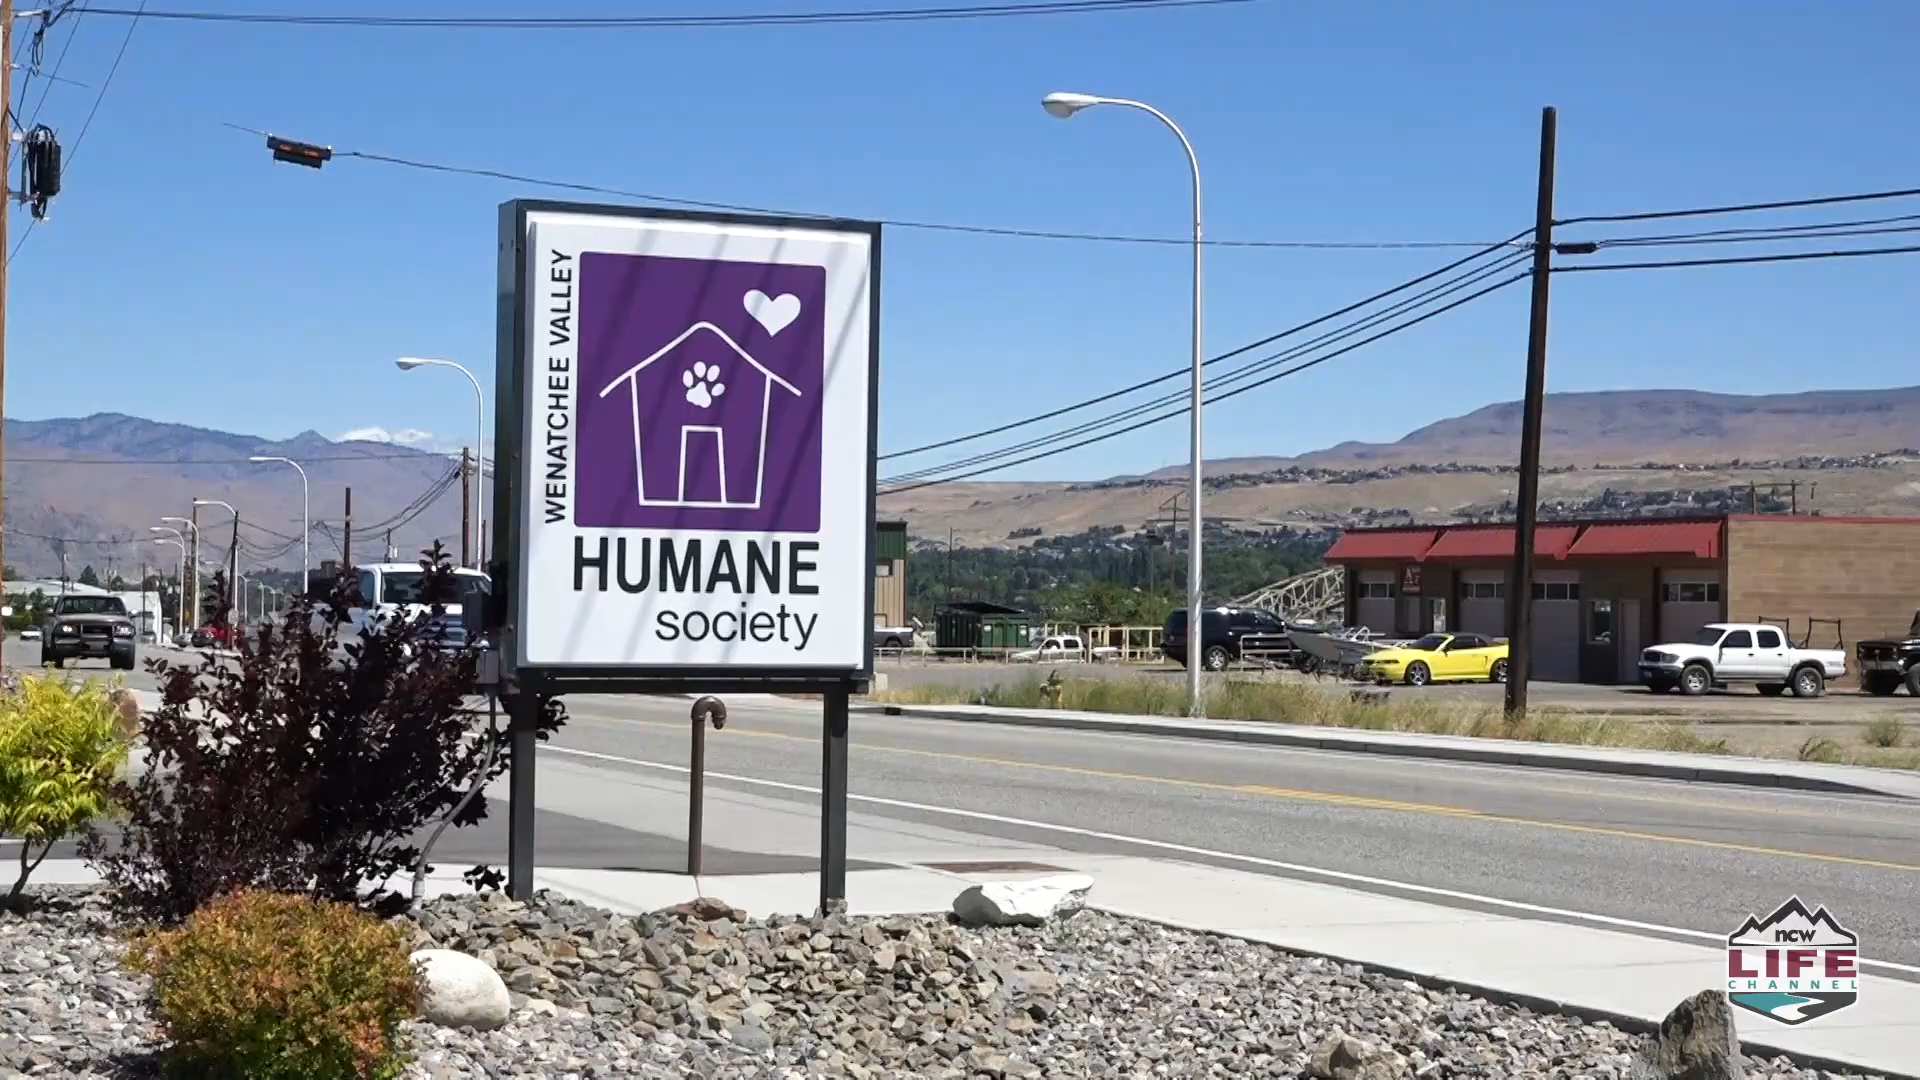 WENATCHEE VALLEY
HUMANE
society
ncw
LIFE
CHANNEL